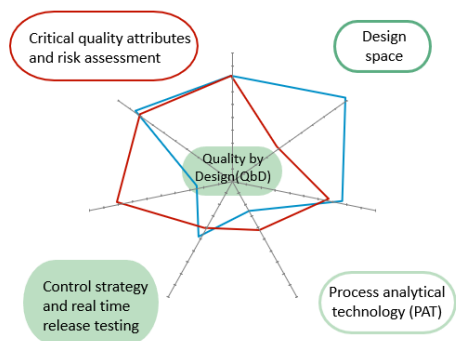 Critical quality attributes
and risk assessment
Design
space
Quality by
Design(QbD)
Control strategy
and real time
release testing
Process analytical
technology (PAT)